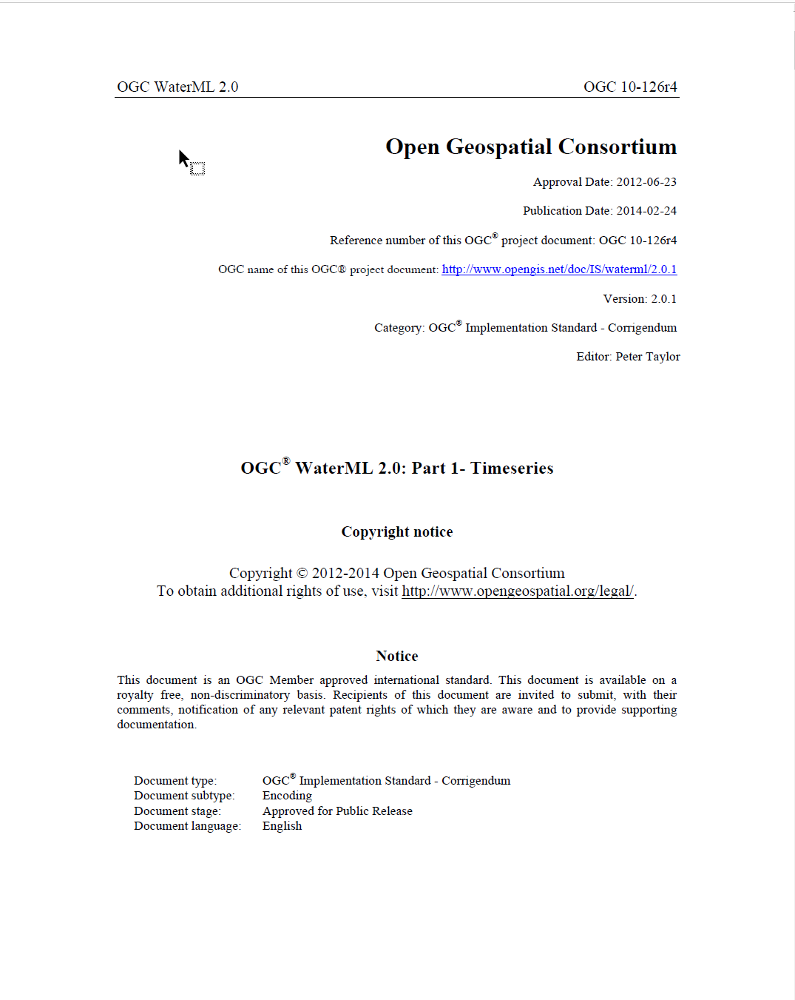 OGC WaterML 2.0 OGC 10-126r4
Open Geospatial Consortium
Approval Date: 2012-06-23
Publication Date: 2014-02-24
Reference number of this OGC® project document: OGC 10-126r4
OGC name of this OGC® project document: http://www.opengis.net/doc/IS/waterml/2.0.1
Version: 2.0.1
Category: OGC® Implementation Standard - Corrigendum
Editor: Peter Taylor
OGC® WaterML 2.0: Part 1- Timeseries
Copyright notice
Copyright © 2012-2014 Open Geospatial Consortium
To obtain additional rights of use, visit http://www.opengeospatial.org/legal/.
Notice
This document is an OGC Member approved international standard. This document is available on a
royalty free, non-discriminatory basis. Recipients of this document are invited to submit, with their
comments, notification of any relevant patent rights of which they are aware and to provide supporting
documentation.
Document type: OGC® Implementation Standard - Corrigendum
Document subtype: Encoding
Document stage: Approved for Public Release
Document language: English